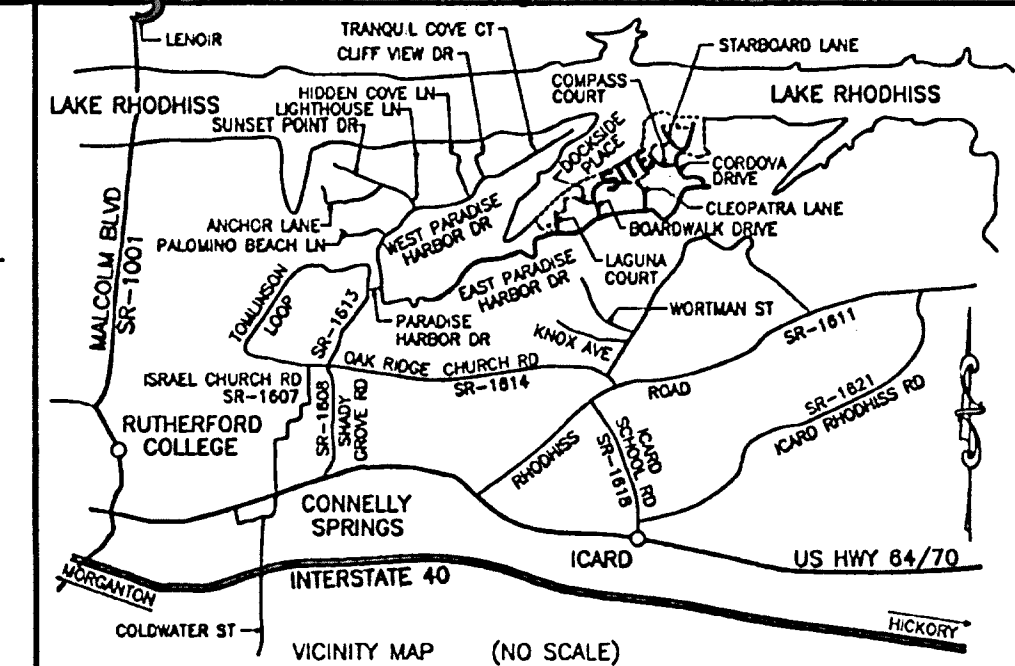 LENOIR
TRANQUIL COVE CT
CLIFF VIEW DR
STARBOARD LANE
COMPASS
COURT
HIDDEN COVE LN
LIGHTHOUSE LN
SUNSET POINT DR
LAKE RHODHISS
LAKE RHODHISS
DOCKSIDE
PLACE
SITE
CORDOVA
DRIVE
CLEOPATRA LANE
BOARDWALK DRIVE
ANCHOR LANE
PALOMINO BEACH LN
WEST PARADISE
HARBOR DR
LAGUNA
COURT
EAST PARADISE
HARBOR DR
MALCOLM BLVD
SR-1001
TOMLINSON
LOOP
SR-1613
PARADISE
HARBOR DR
WORTMAN ST
KNOX AVE
SR-1611
OAK RIDGE CHURCH RD
SR-1614
ISRAEL CHURCH RD
SR-1607
SR-1608
SHADY
GROVE RD
ROAD
RHODHISS
SR-1621
ICARD RHODHISS RD
RUTHERFORD
COLLEGE
ICARD
SCHOOL RD
SR-1618
CONNELLY
SPRINGS
ICARD
US HWY 64/70
MORGANTON
INTERSTATE 40
HICKORY
COLDWATER ST
VICINITY MAP (NO SCALE)